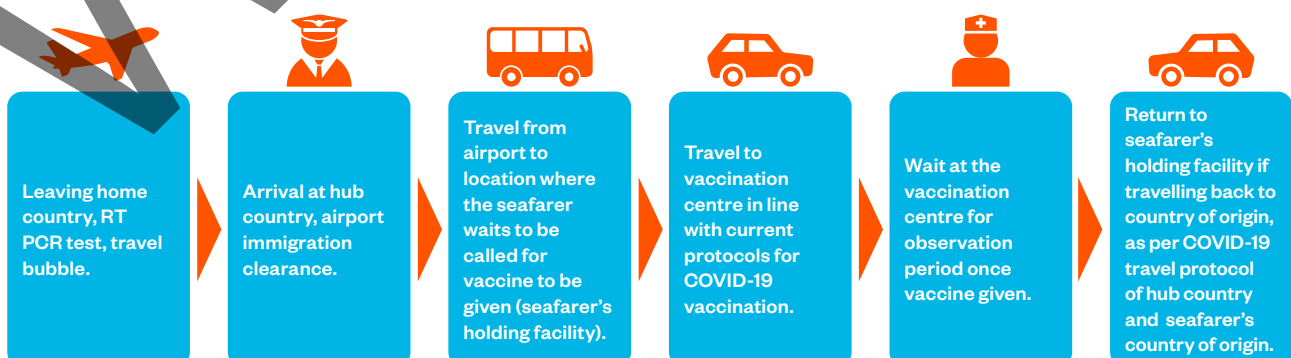 Leaving home
country, RT
PCR test, travel
bubble.
Arrival at hub
country, airport
immigration
clearance.
Travel from
airport to
location where
the seafarer
waits to be
called for
vaccine to be
given (seafarer's
holding facility).
Travel to
vaccination
centre in line
with current
protocols for
COVID-19
vaccination.
Wait at the
vaccination
centre for
observation
period once
vaccine given.
Return to
seafarer's
holding facility if
travelling back to
country of origin,
as per COVID-19
travel protocol
of hub country
and seafarer's
country of origin.